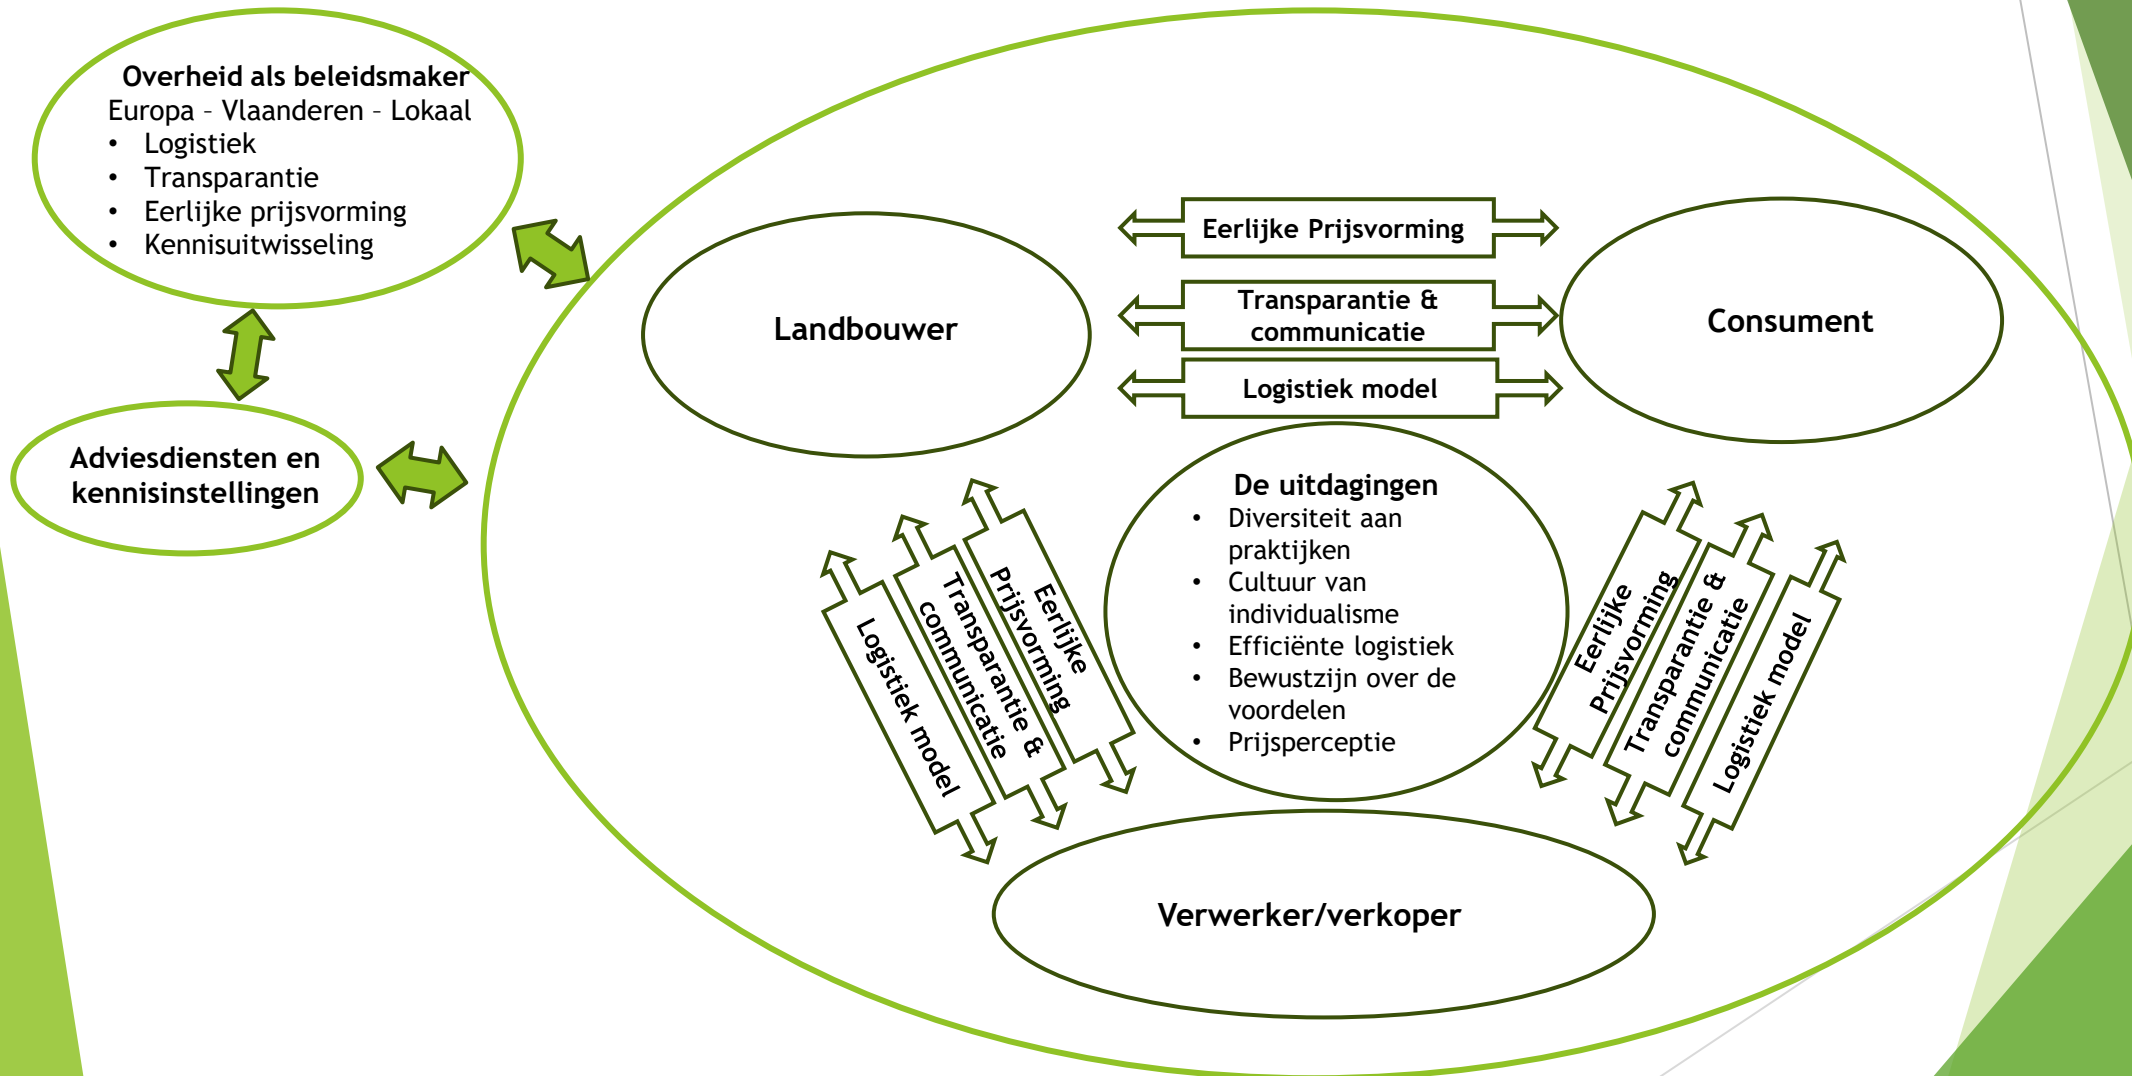 Overheid als beleidsmaker
Europa – Vlaanderen – Lokaal
• Logistiek
• Transparantie
• Eerlijke prijsvorming
• Kennisuitwisseling
Adviesdiensten en
kennisinstellingen
Landbouwer
Eerlijke Prijsvorming
Transparantie &
communicatie
Logistiek model
Consument
De uitdagingen
• Diversiteit aan
praktijken
• Cultuur van
individualisme
• Efficiënte logistiek
• Bewustzijn over de
voordelen
• Prijsperceptie
Logistiek model
Transparantie &
communicatie
Eerlijke
Prijsvorming
Eerlijke
Prijsvorming
Transparantie &
communicatie
Logistiek model
Verwerker/verkoper